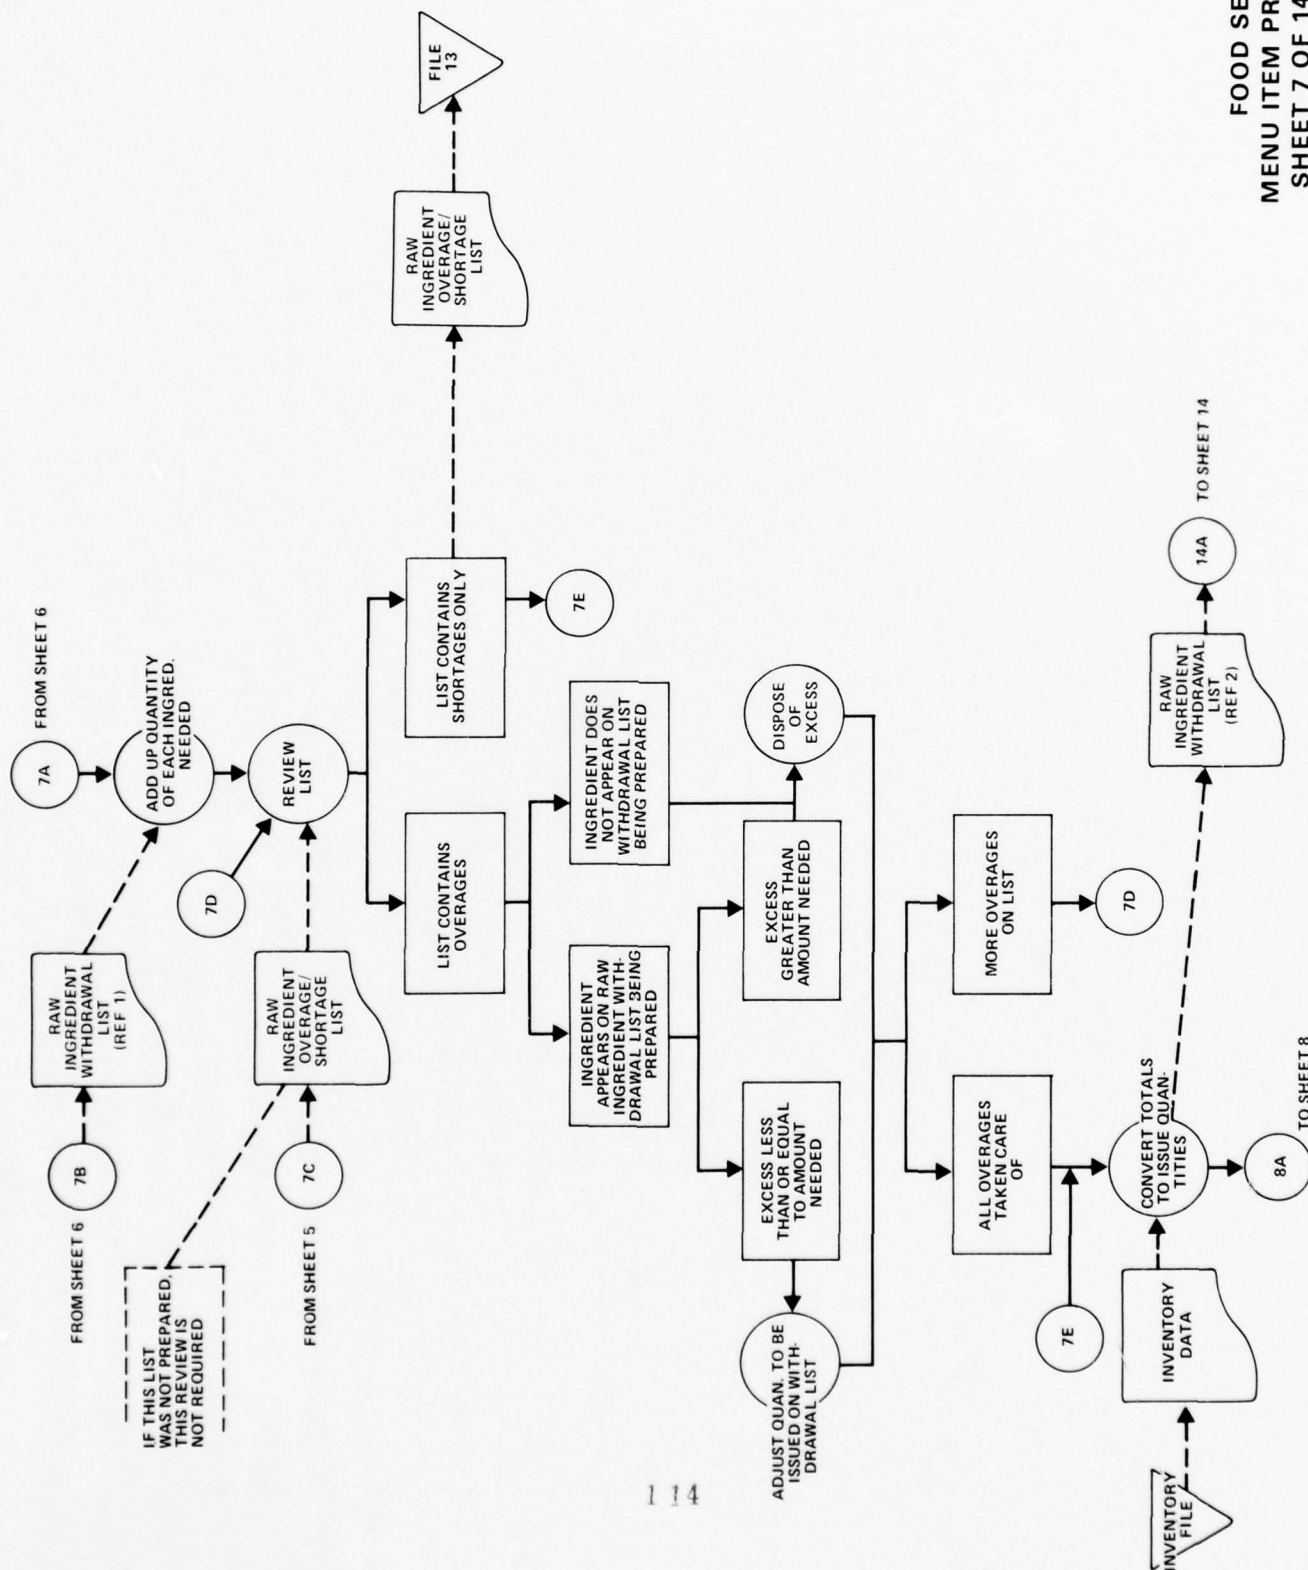 7A
FROM SHEET 6
7B
FROM SHEET 6
RAW
INGREDIENT
WITHDRAWAL
LIST
(REF 1)
ADD UP QUANTITY
OF EACH INGRED.
NEEDED
7D
REVIEW
LIST
IF THIS LIST
WAS NOT PREPARED,
THIS REVIEW IS
NOT REQUIRED
7C
FROM SHEET 5
RAW
INGREDIENT
OVERAGE/
SHORTAGE
LIST
LIST CONTAINS
OVERAGES
LIST CONTAINS
SHORTAGES ONLY
RAW
INGREDIENT
OVERAGE/
SHORTAGE
LIST
FILE
13
7E
INGREDIENT
APPEARS ON RAW
INGREDIENT WITH-
DRAWAL LIST BEING
PREPARED
INGREDIENT DOES
NOT APPEAR ON
WITHDRAWAL LIST
BEING PREPARED
EXCESS LESS
THAN OR EQUAL
TO AMOUNT
NEEDED
EXCESS
GREATER THAN
AMOUNT NEEDED
DISPOSE
OF
EXCESS
ADJUST QUAN. TO BE
ISSUED ON WITH-
DRAWAL LIST
ALL OVERAGES
TAKEN CARE
OF
MORE OVERAGES
ON LIST
7D
7E
INVENTORY
FILE
INVENTORY
DATA
CONVERT TOTALS
TO ISSUE QUAN-
TITIES
RAW
INGREDIENT
WITHDRAWAL
LIST
(REF 2)
14A
TO SHEET 14
8A
TO SHEET 8
FOOD SE
MENU ITEM PR
SHEET 7 OF 14
114